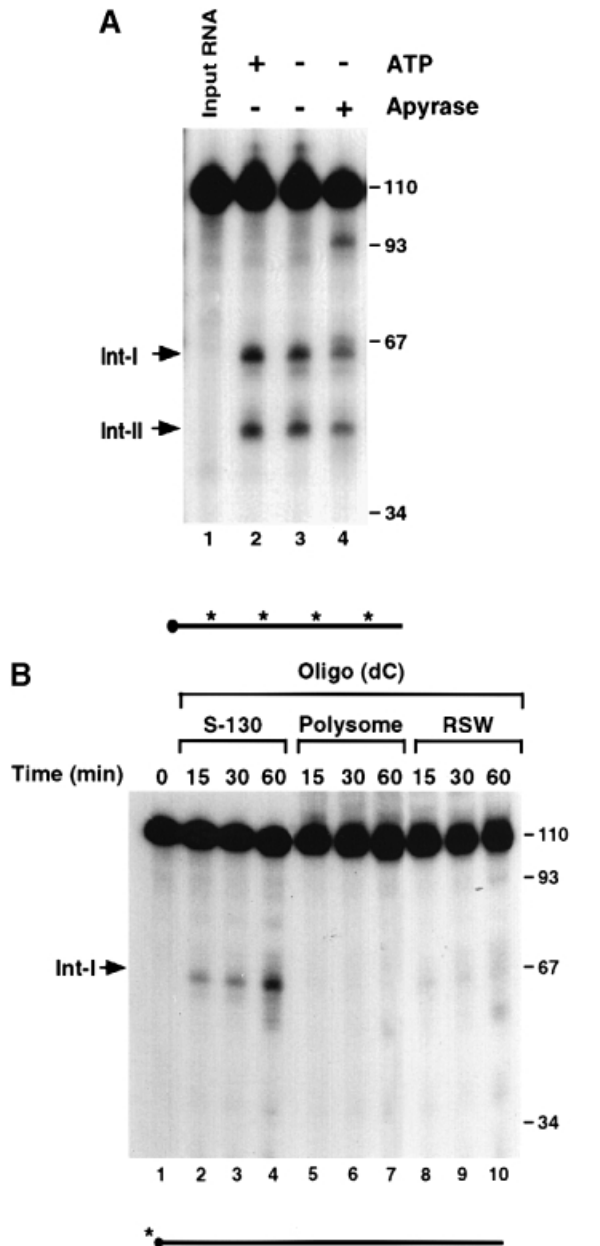 A
Input RNA
+ - - ATP
- - + Apyrase
110
93
Int-I
67
Int-II
34
1 2 3 4
* * * *
B
Oligo (dC)
S-130 Polysome RSW
Time (min) 0 15 30 60 15 30 60 15 30 60
110
93
Int-I
67
34
1 2 3 4 5 6 7 8 9 10
*